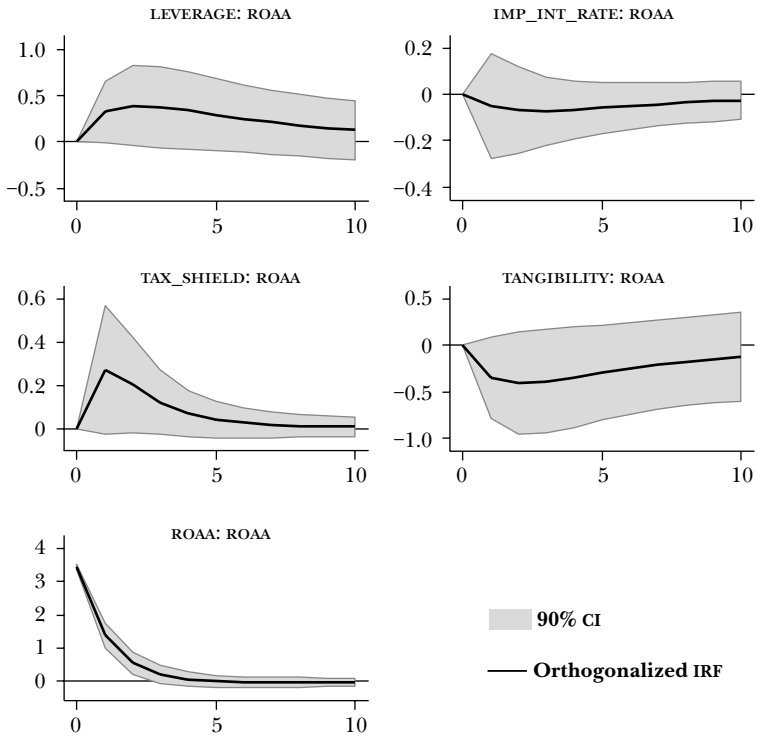 LEVERAGE: ROAA
1.0
0.5
0
−0.5
0 5 10
IMP_INT_RATE: ROAA
0.2
0
−0.2
−0.4
0 5 10
TAX_SHIELD: ROAA
0.6
0.4
0.2
0
0 5 10
TANGIBILITY: ROAA
0.5
0
−0.5
−1.0
0 5 10
ROAA: ROAA
4
3
2
1
0
0 5 10
90% CI
Orthogonalized IRF